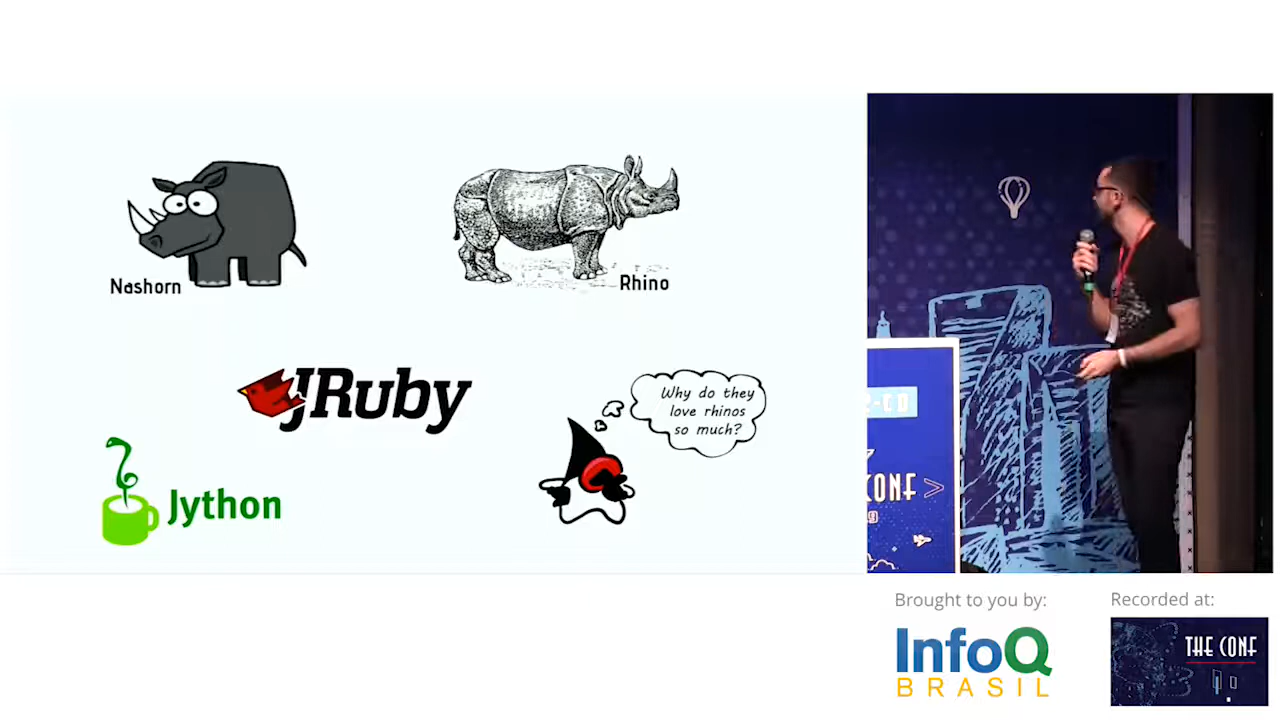 Nashorn
Rhino
JRuby
Why do they
love rhinos
so much?
Jython
CONF >
Brought to you by:
Recorded at:
InfoQ
BRASIL
THE CONF